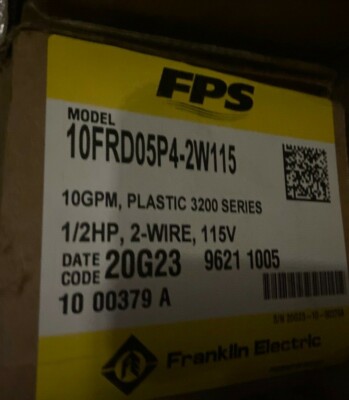 FPS
MODEL
10FRD05P4-2W115
10GPM, PLASTIC 3200 SERIES
1/2HP, 2-WIRE, 115V
DATE CODE 20G23 9621 1005
10 00379 A
Franklin Electric